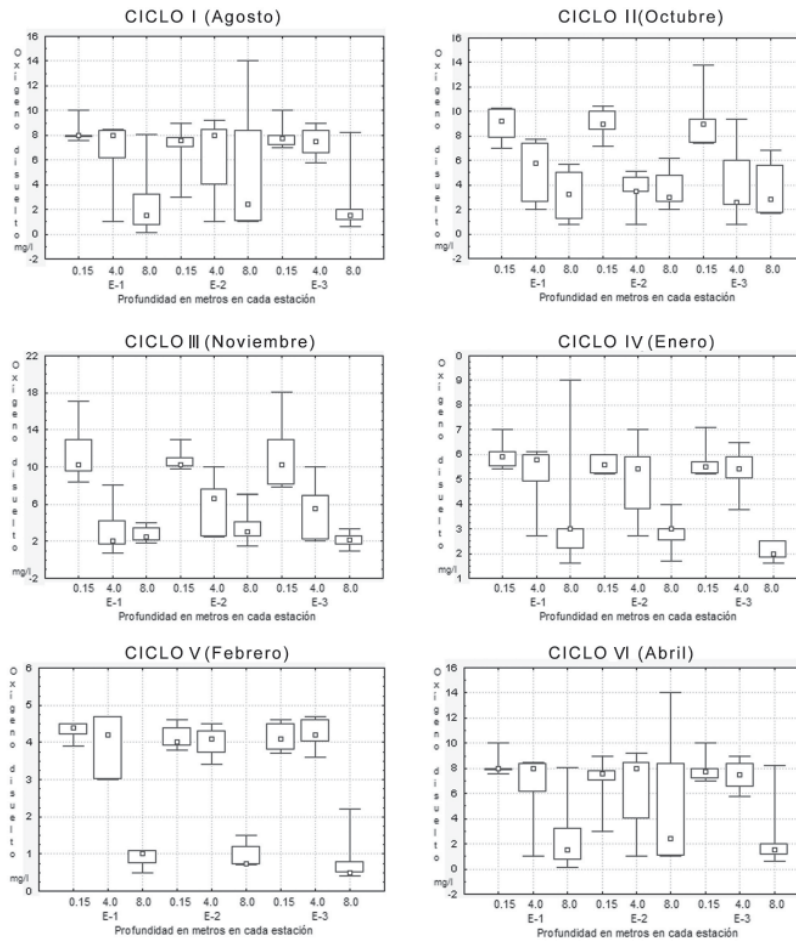 CICLO I (Agosto)
Oxígeno disuelto mg/l
16
14
12
10
8
6
4
2
0
-2
0.15 4.0 8.0 0.15 4.0 8.0 0.15 4.0 8.0
E-1 E-2 E-3
Profundidad en metros en cada estación
CICLO II(Octubre)
Oxígeno disuelto mg/l
16
14
12
10
8
6
4
2
0
-2
0.15 4.0 8.0 0.15 4.0 8.0 0.15 4.0 8.0
E-1 E-2 E-3
Profundidad en metros en cada estación
CICLO III (Noviembre)
Oxígeno disuelto mg/l
22
18
14
10
6
2
-2
0.15 4.0 8.0 0.15 4.0 8.0 0.15 4.0 8.0
E-1 E-2 E-3
Profundidad en metros en cada estación
CICLO IV (Enero)
Oxígeno disuelto mg/l
0
9
8
7
6
5
4
3
2
1
0.15 4.0 8.0 0.15 4.0 8.0 0.15 4.0 8.0
E-1 E-2 E-3
Profundidad en metros en cada estación
CICLO V (Febrero)
Oxígeno disuelto mg/l
6
5
4
3
2
1
0
0.15 4.0 8.0 0.15 4.0 8.0 0.15 4.0 8.0
E-1 E-2 E-3
Profundidad en metros en cada estación
CICLO VI (Abril)
Oxígeno disuelto mg/l
16
14
12
10
8
6
4
2
0
-2
0.15 4.0 8.0 0.15 4.0 8.0 0.15 4.0 8.0
E-1 E-2 E-3
Profundidad en metros en cada estación